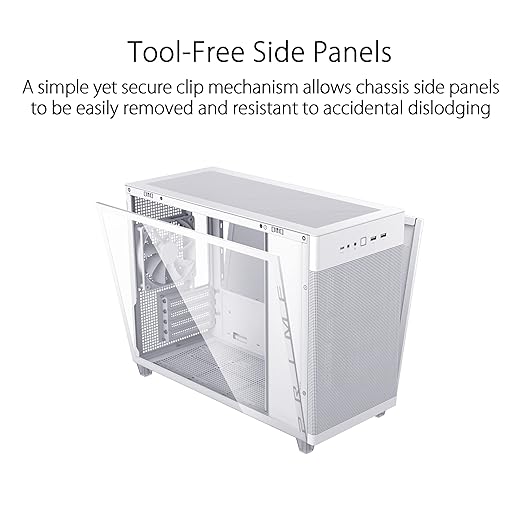 Tool-Free Side Panels
A simple yet secure clip mechanism allows chassis side panels
to be easily removed and resistant to accidental dislodging
PRIME